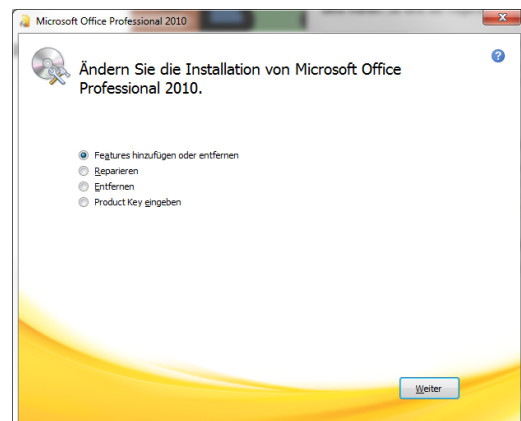 Microsoft Office Professional 2010
Ändern Sie die Installation von Microsoft Office
Professional 2010.
Features hinzufügen oder entfernen
Reparieren
Entfernen
Product Key eingeben
Weiter